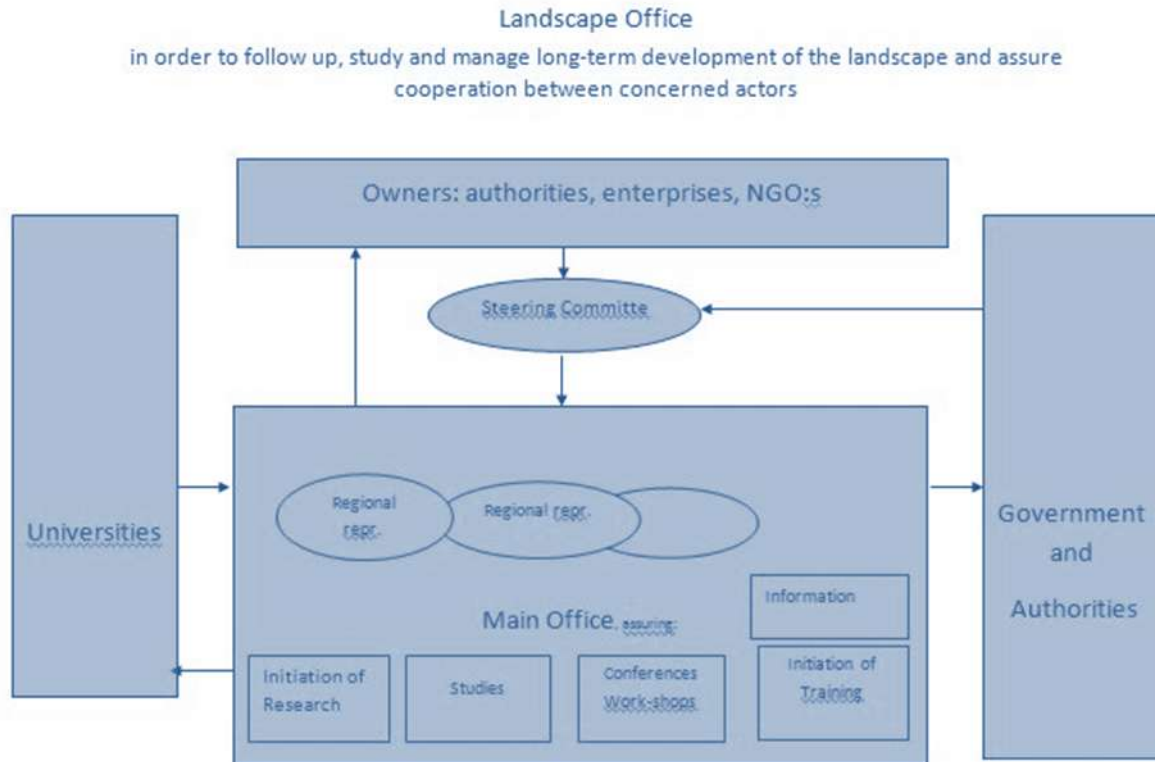 Landscape Office
in order to follow up, study and manage long-term development of the landscape and assure
cooperation between concerned actors
Owners: authorities, enterprises, NGO:s
Steering Committe
Universities
Regional
repr.
Regional repr.
Government
and
Authorities
Information
Main Office, assuring:
Initiation of
Research
Studies
Conferences
Work-shops
Initiation of
Training